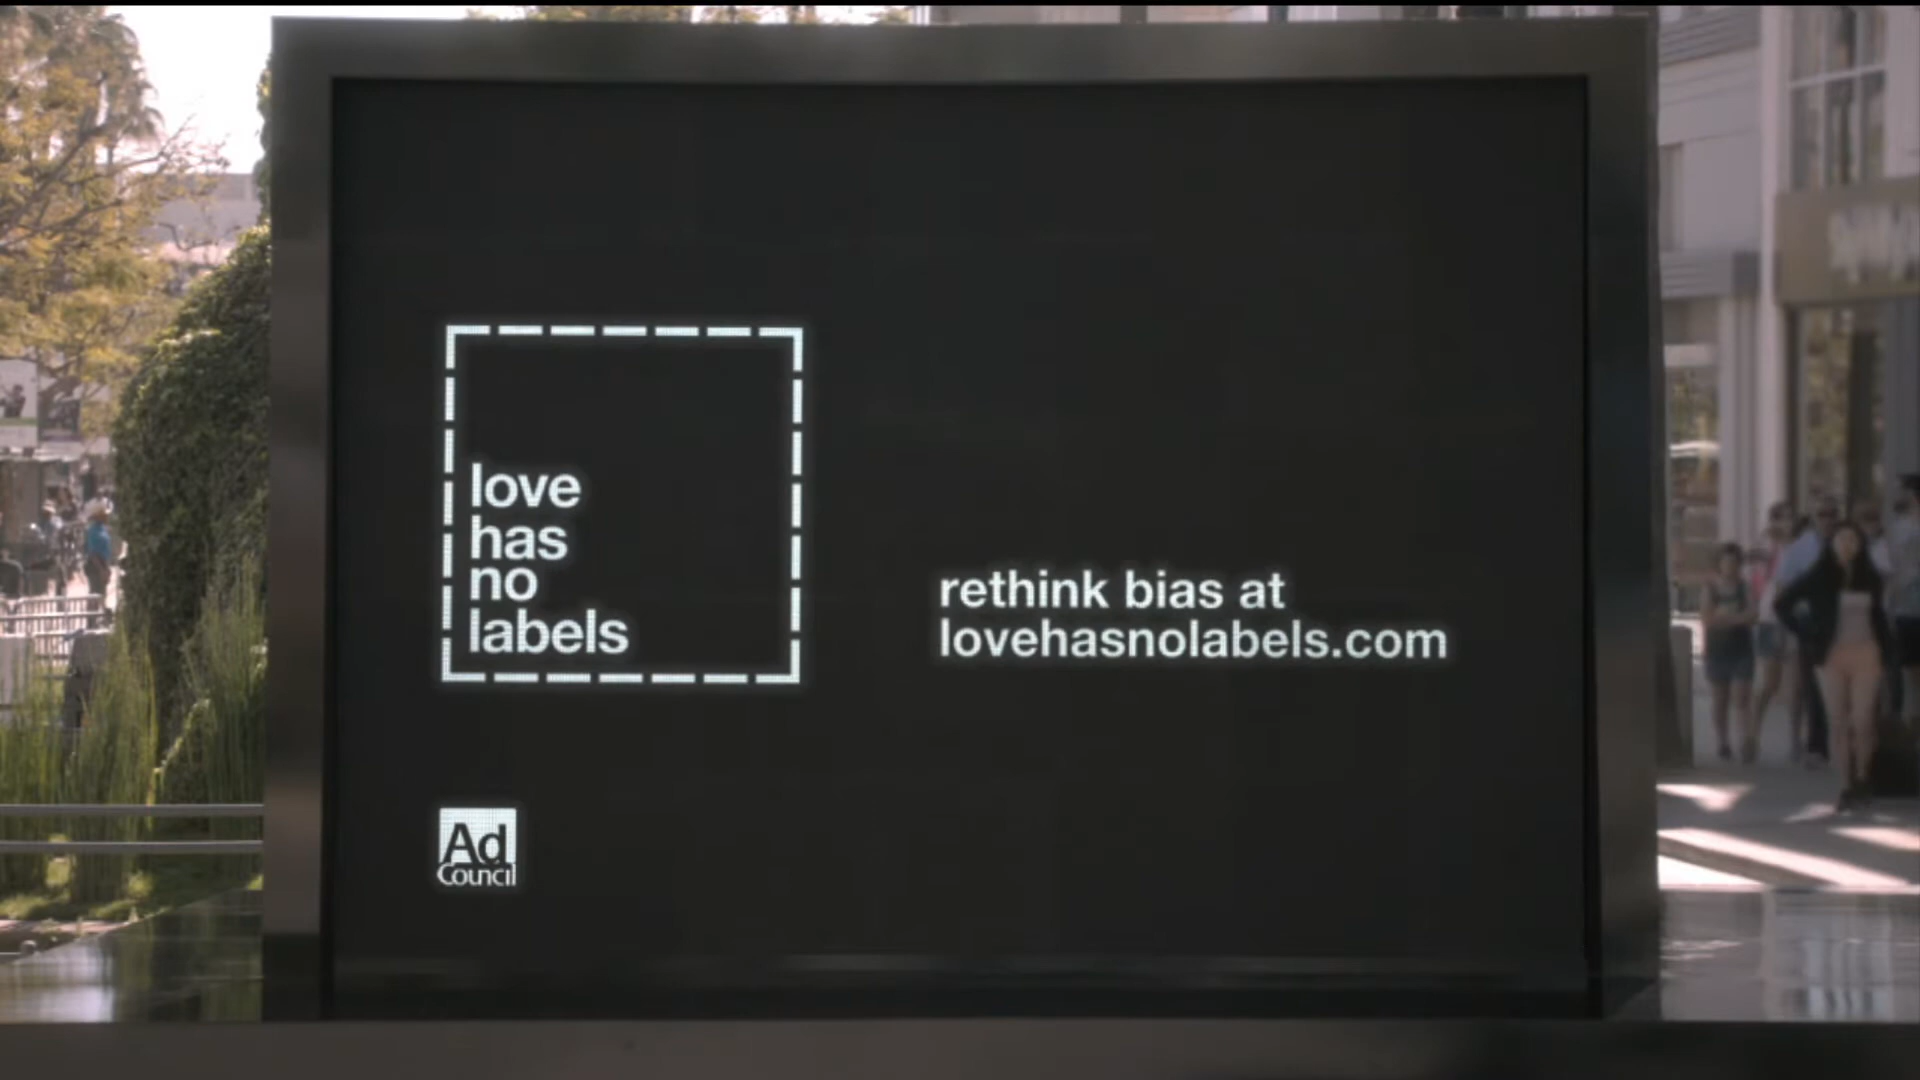 love
has
no
labels
rethink bias at
lovehasnolabels.com
Ad
Council